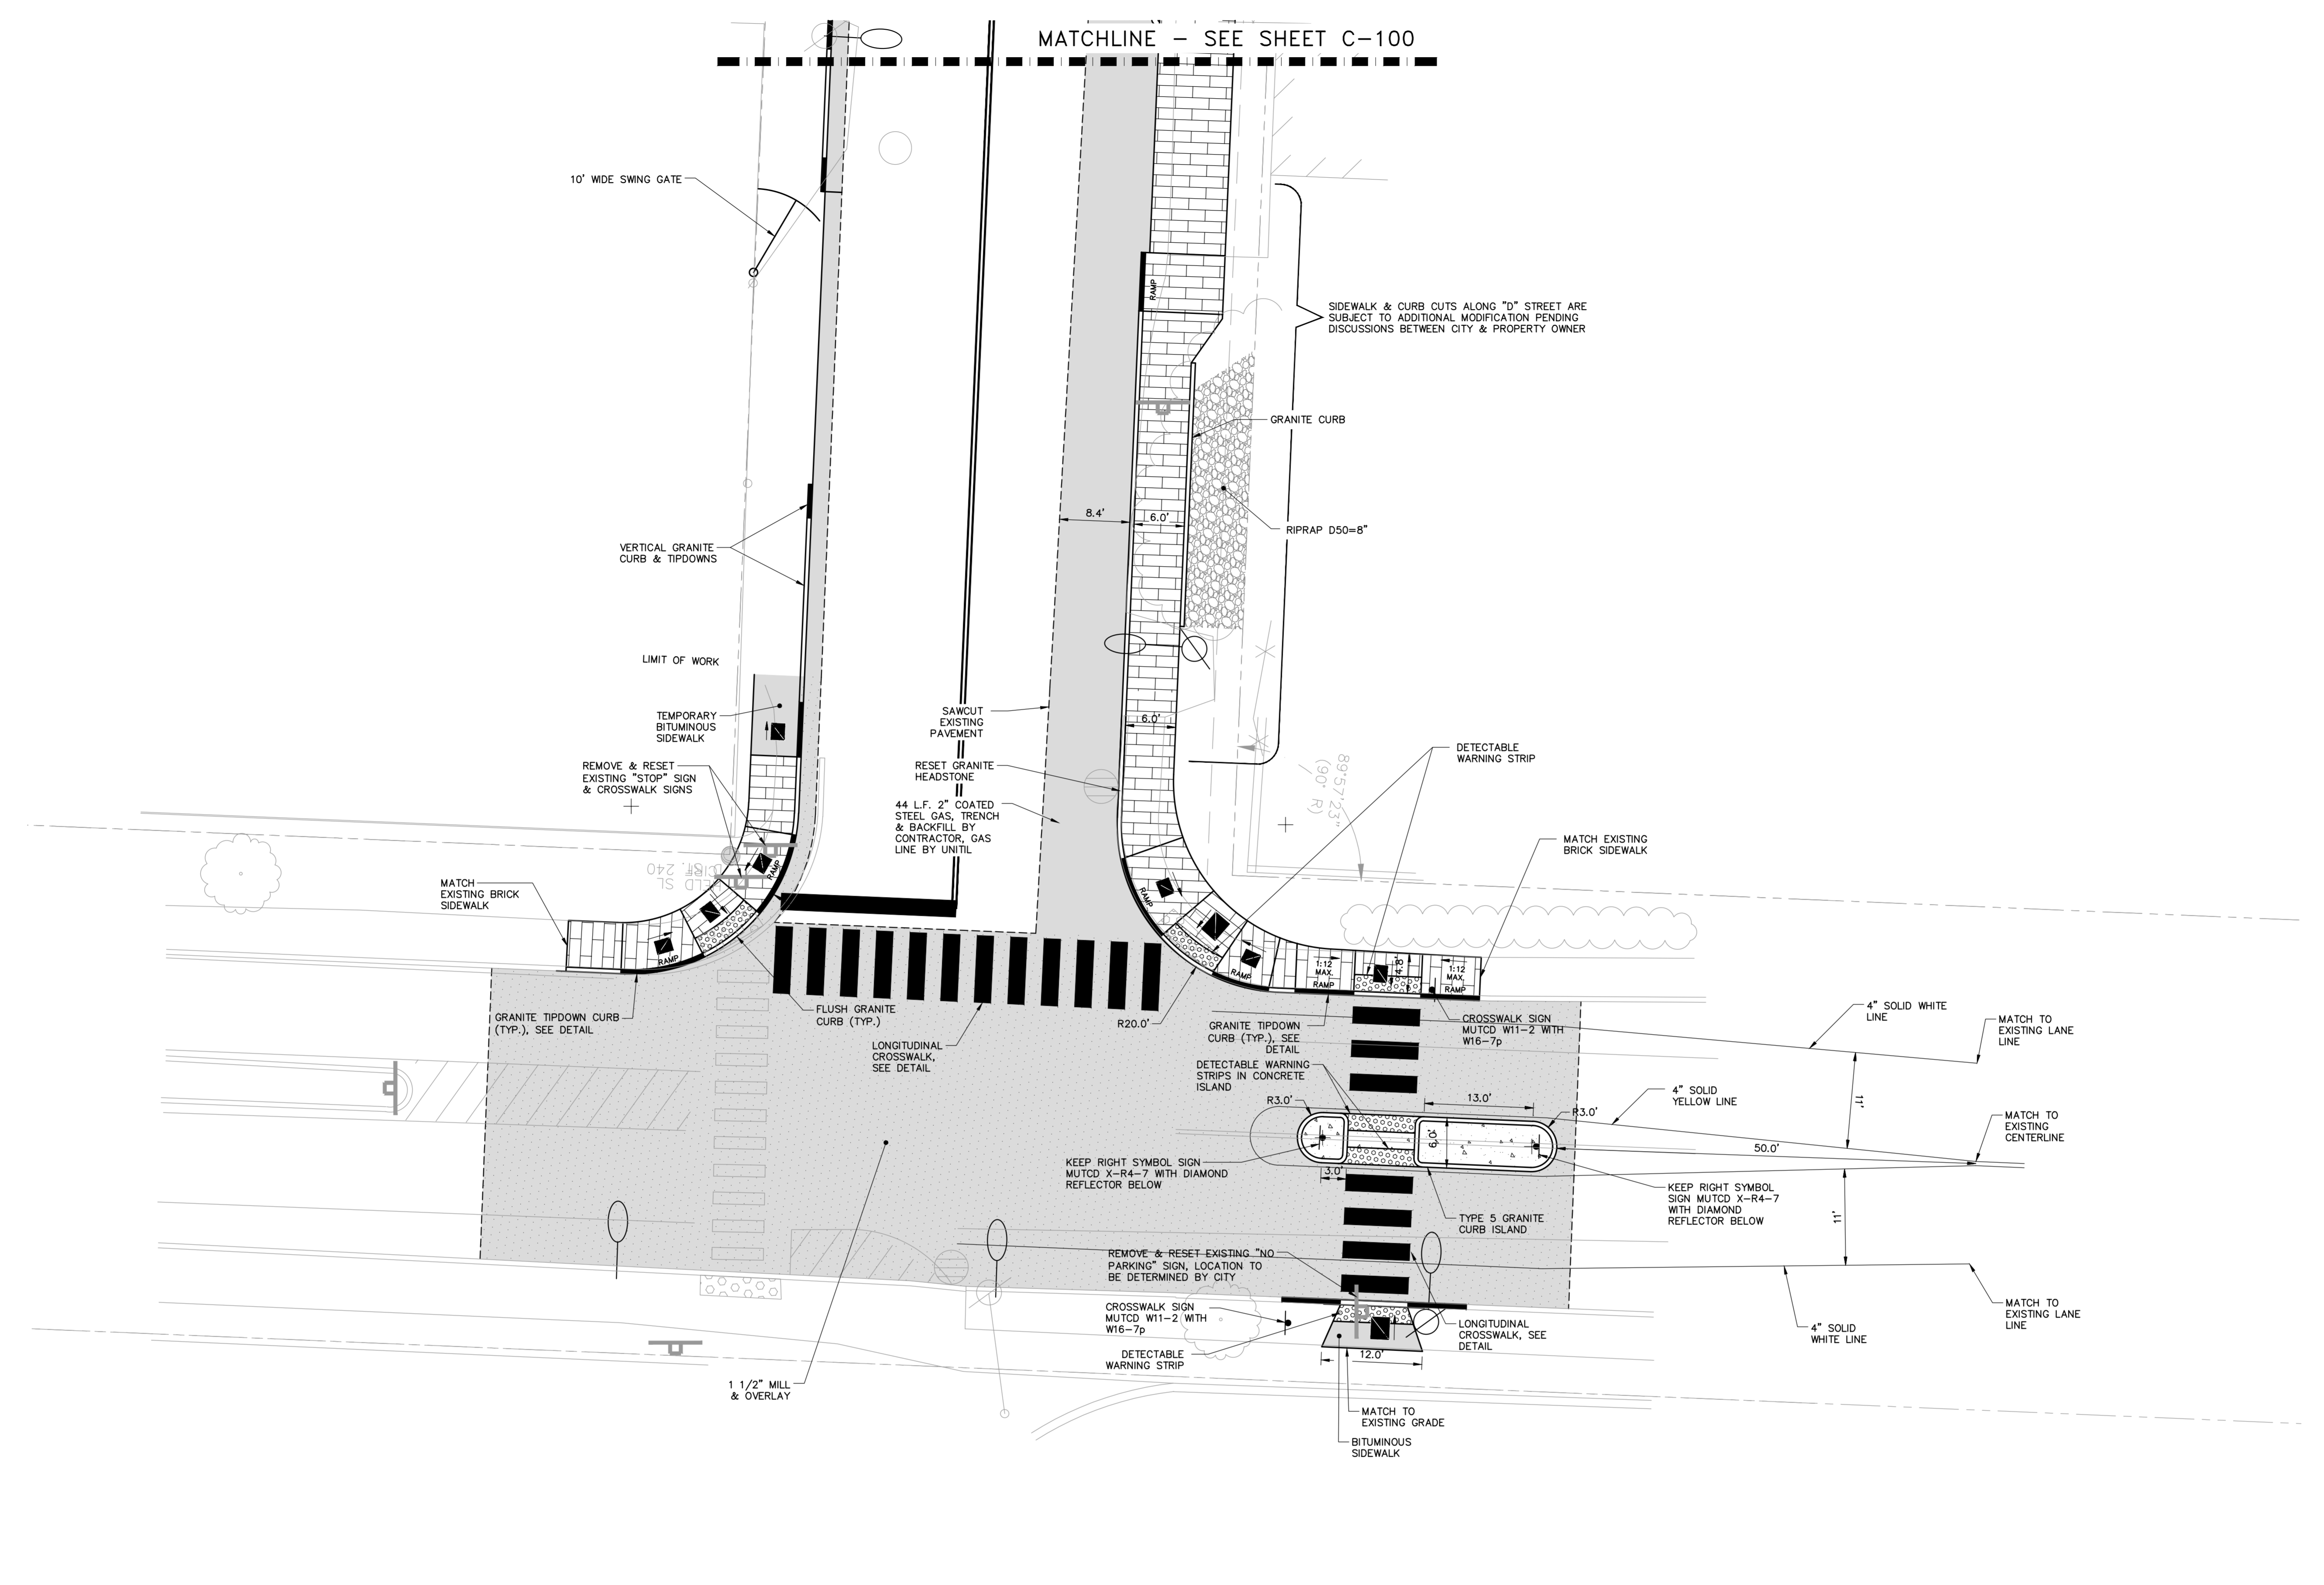 MATCHLINE – SEE SHEET C-100
10' WIDE SWING GATE
RAMP
SIDEWALK & CURB CUTS ALONG "D" STREET ARE
SUBJECT TO ADDITIONAL MODIFICATION PENDING
DISCUSSIONS BETWEEN CITY & PROPERTY OWNER
GRANITE CURB
8.4'
6.0'
RIPRAP D50=8"
VERTICAL GRANITE
CURB & TIPDOWNS
LIMIT OF WORK
TEMPORARY
BITUMINOUS
SIDEWALK
SAWCUT
EXISTING
PAVEMENT
6.0'
DETECTABLE
WARNING STRIP
REMOVE & RESET
EXISTING "STOP" SIGN
& CROSSWALK SIGNS
RESET GRANITE
HEADSTONE
89°57'23"
(90' R)
44 L.F. 2" COATED
STEEL GAS, TRENCH
& BACKFILL BY
CONTRACTOR, GAS
LINE BY UNITIL
MATCH EXISTING
BRICK SIDEWALK
RAMP
MATCH
EXISTING BRICK
SIDEWALK
RAMP
RAMP
RAMP
1:12
MAX.
RAMP
4.8'
1:12
MAX.
RAMP
GRANITE TIPDOWN CURB
(TYP.), SEE DETAIL
FLUSH GRANITE
CURB (TYP.)
LONGITUDINAL
CROSSWALK,
SEE DETAIL
R20.0'
GRANITE TIPDOWN
CURB (TYP.), SEE
DETAIL
CROSSWALK SIGN
MUTCD W11-2 WITH
W16-7p
4" SOLID WHITE
LINE
MATCH TO
EXISTING LANE
LINE
DETECTABLE WARNING
STRIPS IN CONCRETE
ISLAND
R3.0'
13.0'
R3.0'
4" SOLID
YELLOW LINE
11'
MATCH TO
EXISTING
CENTERLINE
6.0'
50.0'
KEEP RIGHT SYMBOL SIGN
MUTCD X-R4-7 WITH DIAMOND
REFLECTOR BELOW
3.0'
KEEP RIGHT SYMBOL
SIGN MUTCD X-R4-7
WITH DIAMOND
REFLECTOR BELOW
11'
TYPE 5 GRANITE
CURB ISLAND
REMOVE & RESET EXISTING "NO
PARKING" SIGN, LOCATION TO
BE DETERMINED BY CITY
CROSSWALK SIGN
MUTCD W11-2 WITH
W16-7p
LONGITUDINAL
CROSSWALK, SEE
DETAIL
4" SOLID
WHITE LINE
MATCH TO
EXISTING LANE
LINE
DETECTABLE
WARNING STRIP
12.0'
1 1/2" MILL
& OVERLAY
MATCH TO
EXISTING GRADE
BITUMINOUS
SIDEWALK